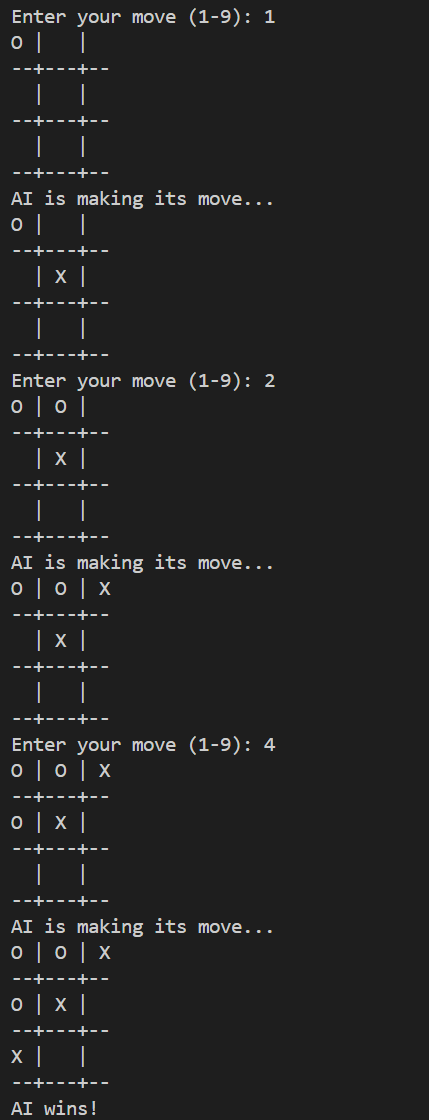 Enter your move (1-9): 1
O |   |
--+---+--
  |   |
--+---+--
  |   |
--+---+--
AI is making its move...
O |   |
--+---+--
  | X |
--+---+--
  |   |
--+---+--
Enter your move (1-9): 2
O | O |
--+---+--
  | X |
--+---+--
  |   |
--+---+--
AI is making its move...
O | O | X
--+---+--
  | X |
--+---+--
  |   |
--+---+--
Enter your move (1-9): 4
O | O | X
--+---+--
O | X |
--+---+--
  |   |
--+---+--
AI is making its move...
O | O | X
--+---+--
O | X |
--+---+--
X |   |
--+---+--
AI wins!